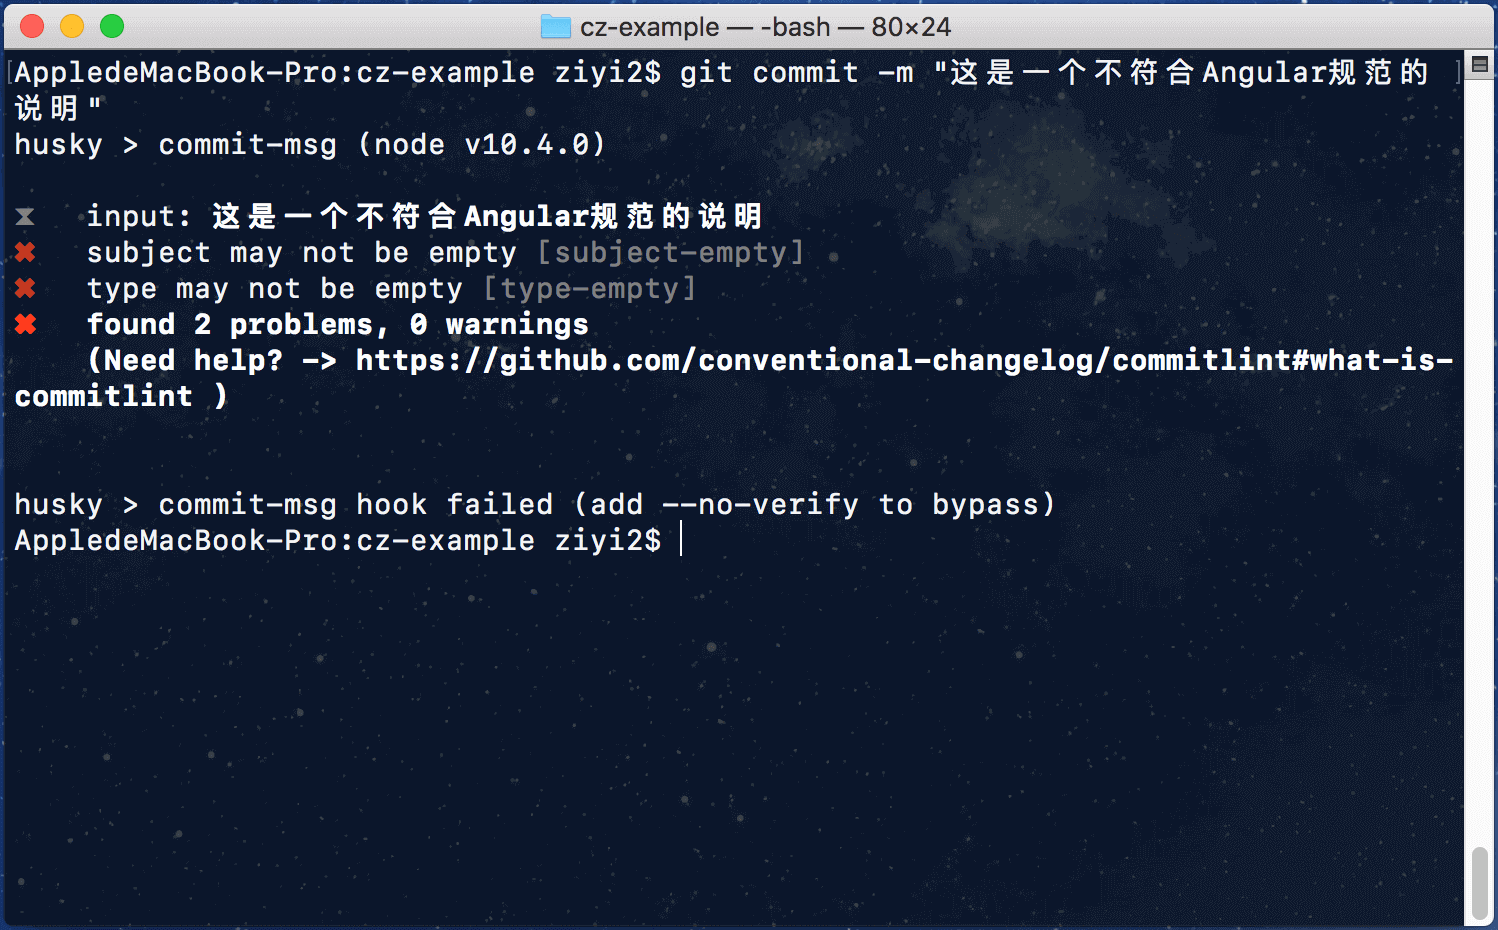 cz-example — -bash — 80×24
AppledeMacBook-Pro:cz-example ziyi2$ git commit -m "这是一个不符合Angular规范的
说明"
husky > commit-msg (node v10.4.0)
⧗   input: 这是一个不符合Angular规范的说明
✖   subject may not be empty [subject-empty]
✖   type may not be empty [type-empty]
✖   found 2 problems, 0 warnings
    (Need help? -> https://github.com/conventional-changelog/commitlint#what-is-
commitlint )
husky > commit-msg hook failed (add --no-verify to bypass)
AppledeMacBook-Pro:cz-example ziyi2$